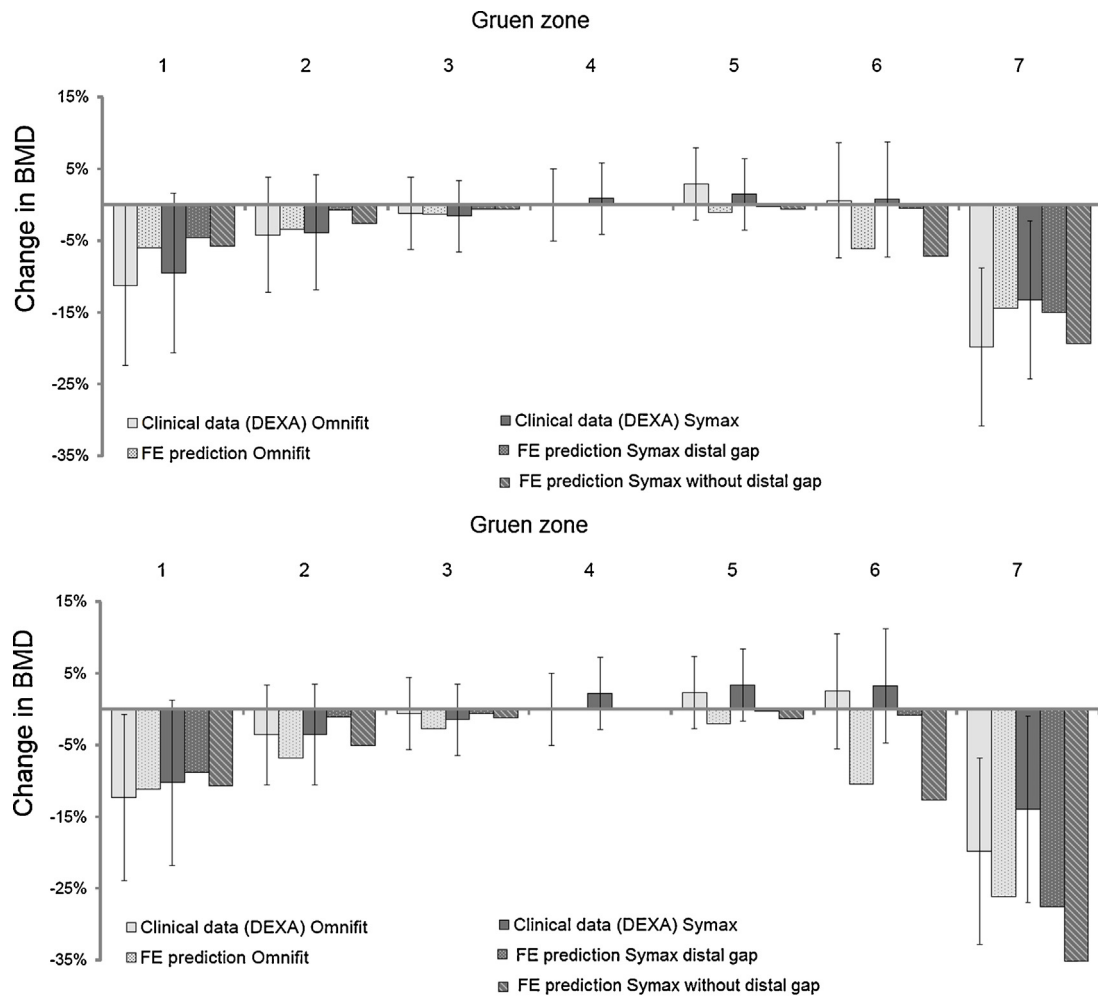 Gruen zone
1 2 3 4 5 6 7
15%
5%
-5%
-15%
-25%
-35%
Change in BMD
Clinical data (DEXA) Omnifit
FE prediction Omnifit
Clinical data (DEXA) Symax
FE prediction Symax distal gap
FE prediction Symax without distal gap
Gruen zone
1 2 3 4 5 6 7
15%
5%
-5%
-15%
-25%
-35%
Change in BMD
Clinical data (DEXA) Omnifit
FE prediction Omnifit
Clinical data (DEXA) Symax
FE prediction Symax distal gap
FE prediction Symax without distal gap